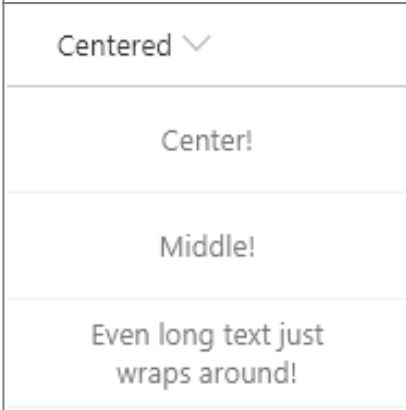 Centered
Center!
Middle!
Even long text just
wraps around!